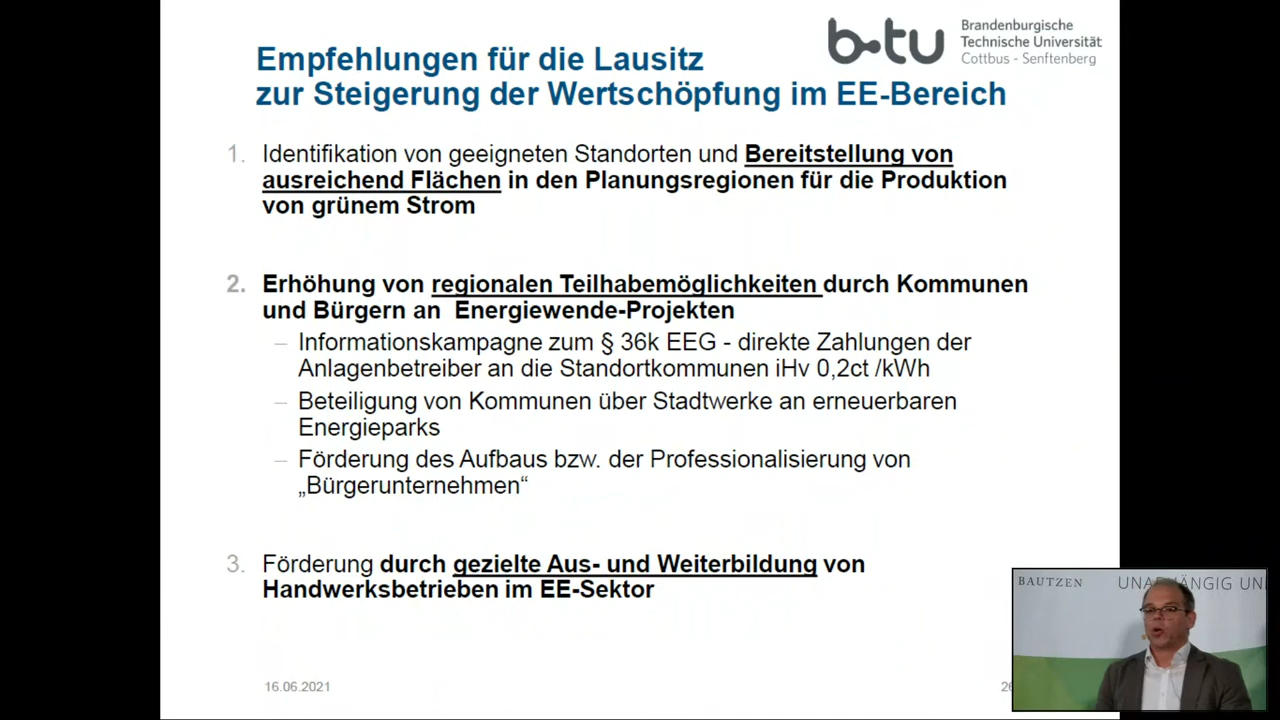 Empfehlungen für die Lausitz
zur Steigerung der Wertschöpfung im EE-Bereich
b-tu
Brandenburgische
Technische Universität
Cottbus - Senftenberg
1. Identifikation von geeigneten Standorten und Bereitstellung von
ausreichend Flächen in den Planungsregionen für die Produktion
von grünem Strom
2. Erhöhung von regionalen Teilhabemöglichkeiten durch Kommunen
und Bürgern an Energiewende-Projekten
– Informationskampagne zum § 36k EEG - direkte Zahlungen der
Anlagenbetreiber an die Standortkommunen iHv 0,2ct /kWh
– Beteiligung von Kommunen über Stadtwerke an erneuerbaren
Energieparks
– Förderung des Aufbaus bzw. der Professionalisierung von
„Bürgerunternehmen“
3. Förderung durch gezielte Aus- und Weiterbildung von
Handwerksbetrieben im EE-Sektor
16.06.2021
BAUTZEN